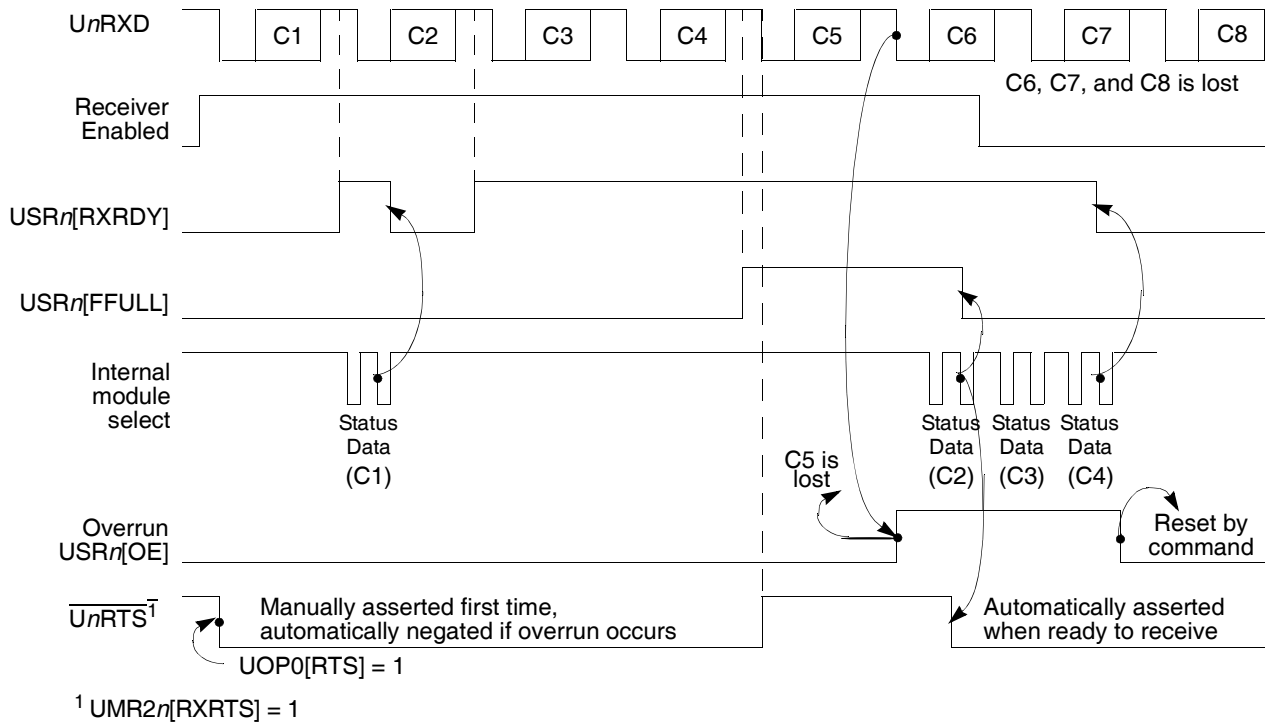 UnRXD
C1 C2 C3 C4 C5 C6 C7 C8
C6, C7, and C8 is lost
Receiver
Enabled
USRn[RXRDY]
USRn[FFULL]
Internal
module
select
Status
Data
(C1)
Status
Data
(C2)
Status
Data
(C3)
Status
Data
(C4)
C5 is
lost
Overrun
USRn[OE]
Reset by
command
UnRTS1
Manually asserted first time,
automatically negated if overrun occurs
Automatically asserted
when ready to receive
UOP0[RTS] = 1
1 UMR2n[RXRTS] = 1